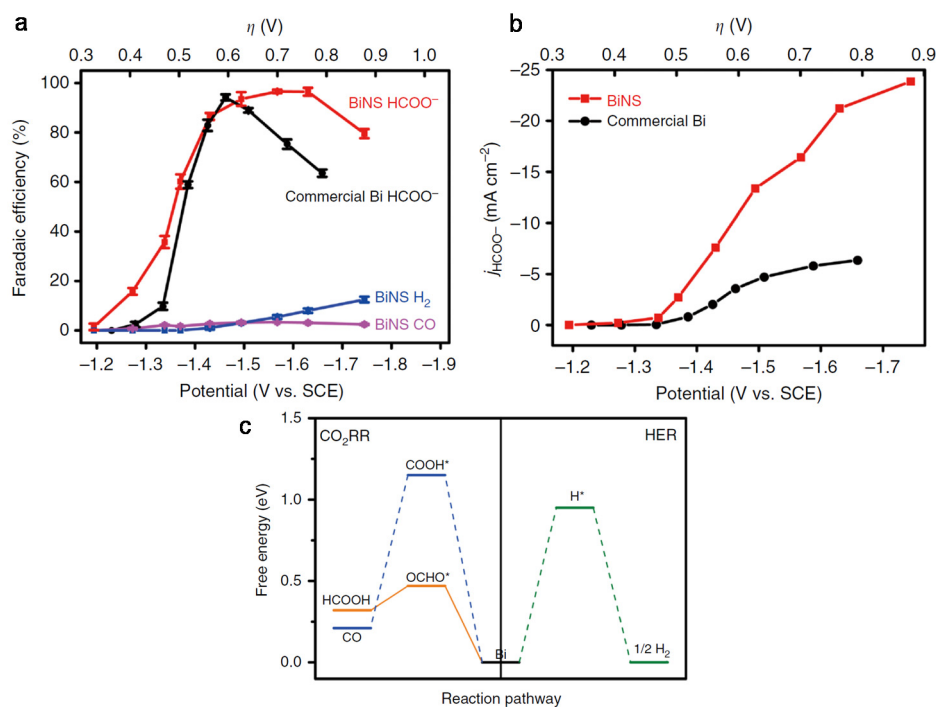 a
η (V)
0.3 0.4 0.5 0.6 0.7 0.8 0.9 1.0
Faradaic efficiency (%)
100
80
60
40
20
0
BiNS HCOO⁻
Commercial Bi HCOO⁻
BiNS H₂
BiNS CO
−1.2 −1.3 −1.4 −1.5 −1.6 −1.7 −1.8 −1.9
Potential (V vs. SCE)
b
η (V)
0.3 0.4 0.5 0.6 0.7 0.8 0.9
jHCOO⁻ (mA cm⁻²)
−25
−20
−15
−10
−5
0
BiNS
Commercial Bi
−1.2 −1.3 −1.4 −1.5 −1.6 −1.7
Potential (V vs. SCE)
c
Free energy (eV)
1.5
1.0
0.5
0.0
CO₂RR
HER
COOH*
H*
OCHO*
HCOOH
CO
Bi
1/2 H₂
Reaction pathway